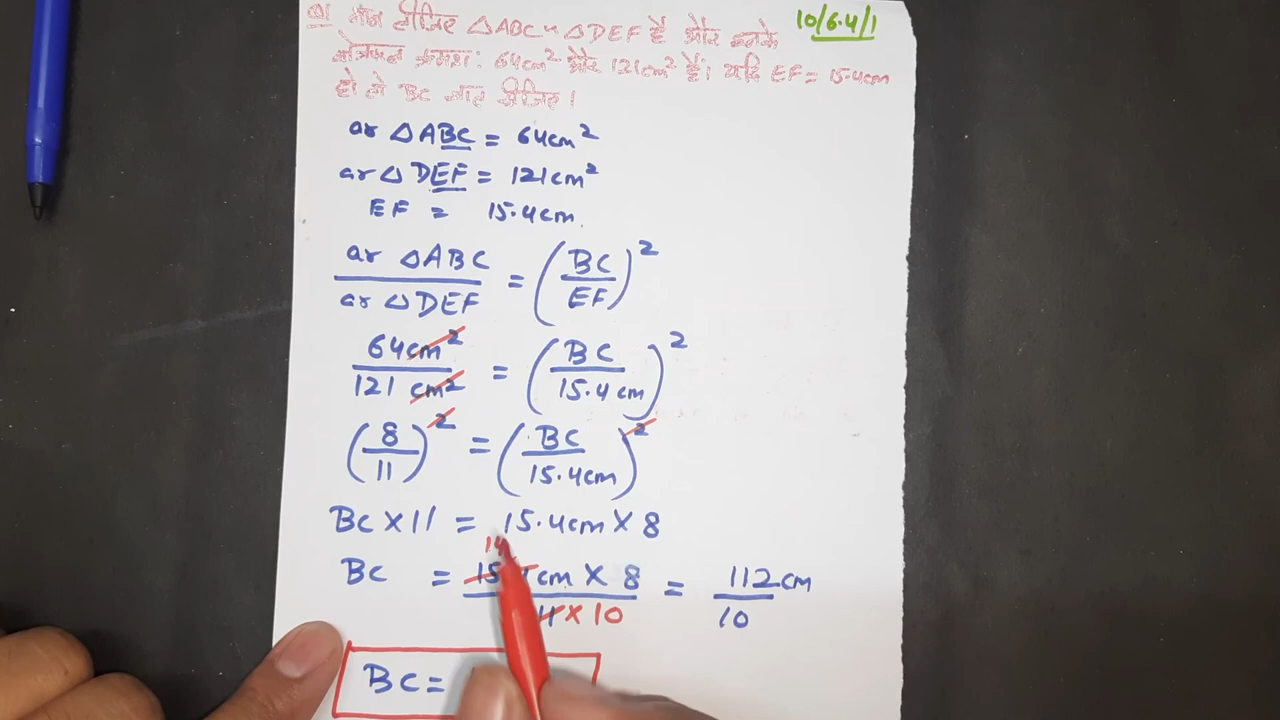 10/6.4/1
Q1 मान लीजिए △ABC ~ △DEF है और इनके
क्षेत्रफल क्रमश: 64cm² और 121cm² हैं। यदि EF = 15.4cm
हो तो BC ज्ञात कीजिए।
ar △ABC = 64cm²
ar △ DEF = 121cm²
EF = 15.4cm
ar △ABC / ar △DEF = (BC/EF)²
64cm² / 121 cm² = (BC / 15.4 cm)²
(8/11)² = (BC / 15.4cm)²
BC × 11 = 15.4cm × 8
BC = cm × 8 / 11 × 10 = 112cm / 10
BC =